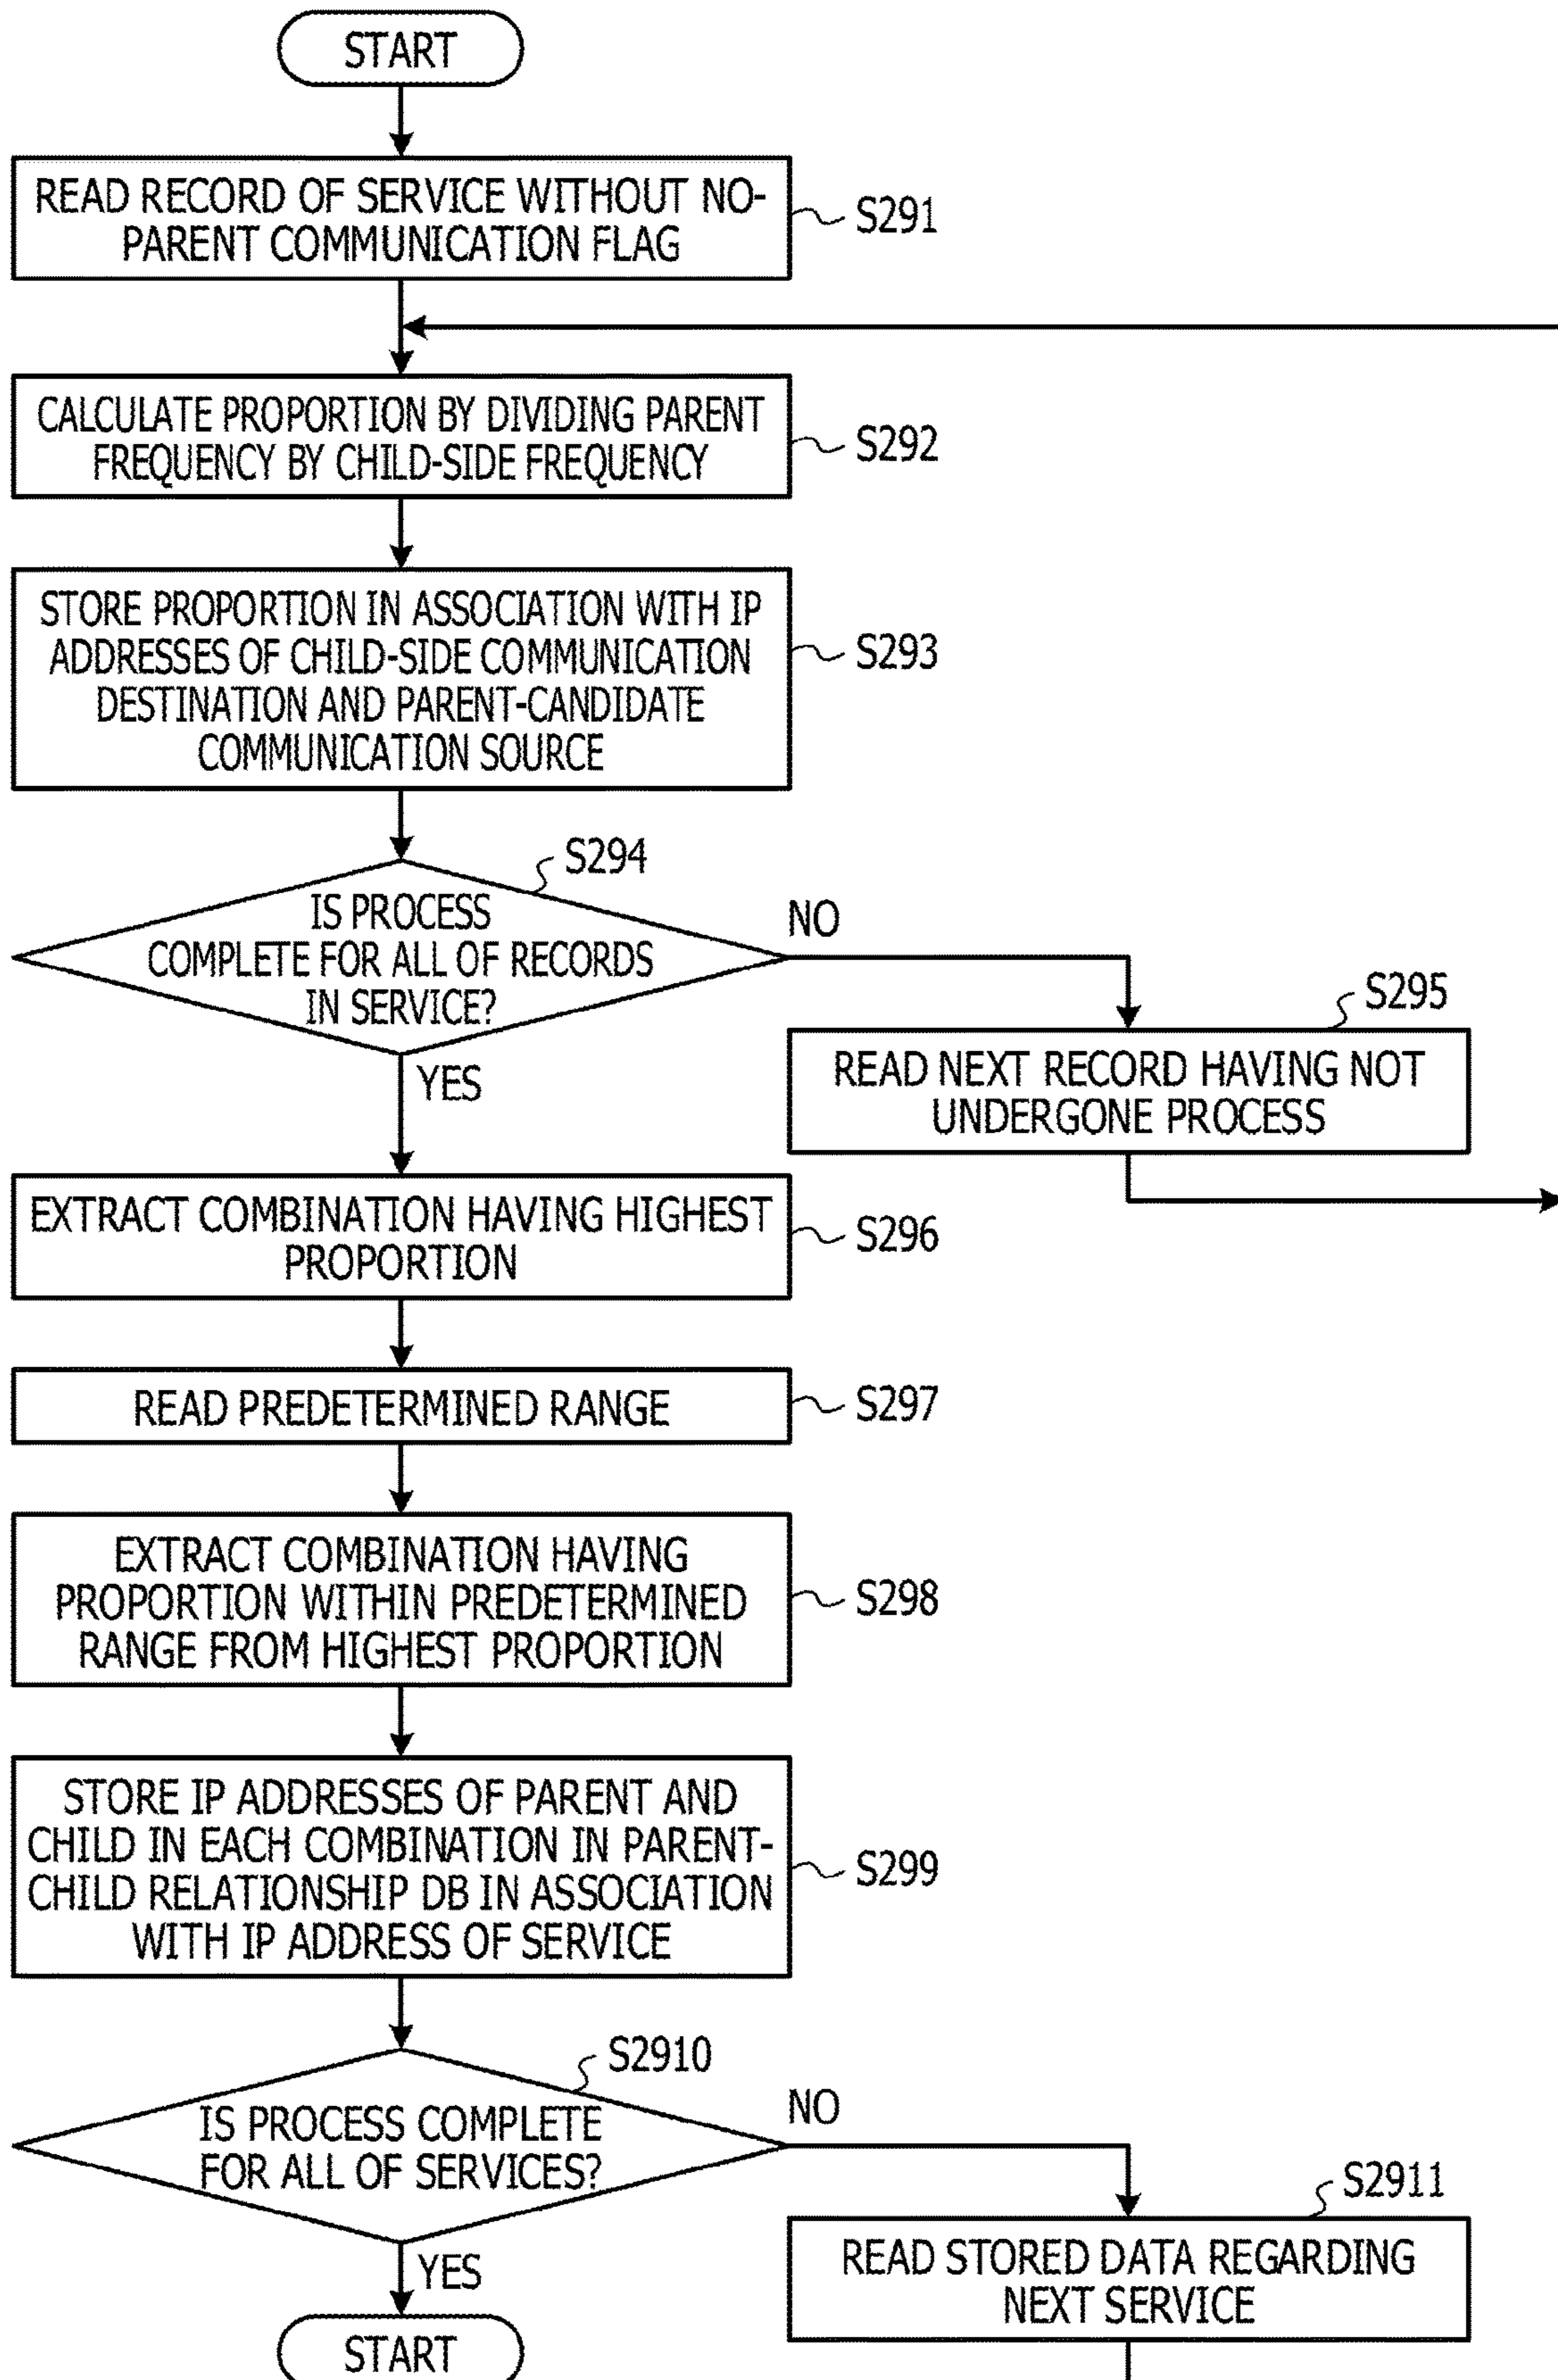 START
READ RECORD OF SERVICE WITHOUT NO-
PARENT COMMUNICATION FLAG
S291
CALCULATE PROPORTION BY DIVIDING PARENT
FREQUENCY BY CHILD-SIDE FREQUENCY
S292
STORE PROPORTION IN ASSOCIATION WITH IP
ADDRESSES OF CHILD-SIDE COMMUNICATION
DESTINATION AND PARENT-CANDIDATE
COMMUNICATION SOURCE
S293
S294
IS PROCESS
COMPLETE FOR ALL OF RECORDS
IN SERVICE?
NO
YES
S295
READ NEXT RECORD HAVING NOT
UNDERGONE PROCESS
EXTRACT COMBINATION HAVING HIGHEST
PROPORTION
S296
READ PREDETERMINED RANGE
S297
EXTRACT COMBINATION HAVING
PROPORTION WITHIN PREDETERMINED
RANGE FROM HIGHEST PROPORTION
S298
STORE IP ADDRESSES OF PARENT AND
CHILD IN EACH COMBINATION IN PARENT-
CHILD RELATIONSHIP DB IN ASSOCIATION
WITH IP ADDRESS OF SERVICE
S299
S2910
IS PROCESS COMPLETE
FOR ALL OF SERVICES?
NO
YES
S2911
READ STORED DATA REGARDING
NEXT SERVICE
START